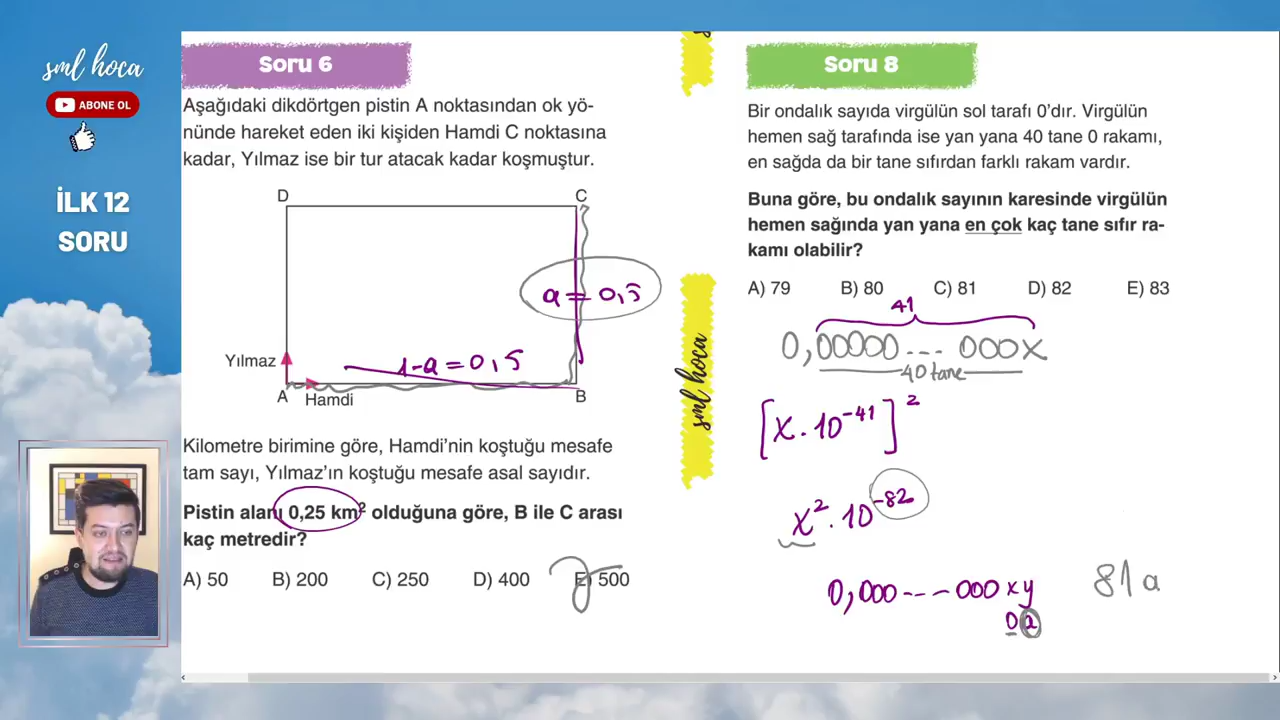 sml hoca
ABONE OL
İLK 12
SORU
Soru 6
Aşağıdaki dikdörtgen pistin A noktasından ok yö-
nünde hareket eden iki kişiden Hamdi C noktasına
kadar, Yılmaz ise bir tur atacak kadar koşmuştur.
D
C
a = 0,5
Yılmaz
1-a = 0,5
A
Hamdi
B
Kilometre birimine göre, Hamdi'nin koştuğu mesafe
tam sayı, Yılmaz'ın koştuğu mesafe asal sayıdır.
Pistin alanı 0,25 km² olduğuna göre, B ile C arası
kaç metredir?
A) 50 B) 200 C) 250 D) 400 E) 500
sml hoca
Soru 8
Bir ondalık sayıda virgülün sol tarafı 0'dır. Virgülün
hemen sağ tarafında ise yan yana 40 tane 0 rakamı,
en sağda da bir tane sıfırdan farklı rakam vardır.
Buna göre, bu ondalık sayının karesinde virgülün
hemen sağında yan yana en çok kaç tane sıfır ra-
kamı olabilir?
A) 79 B) 80 C) 81 D) 82 E) 83
41
0,00000...000x
40 tane
[x.10⁻⁴¹]²
x².10⁻⁸²
0,000---000xy
0a
81a